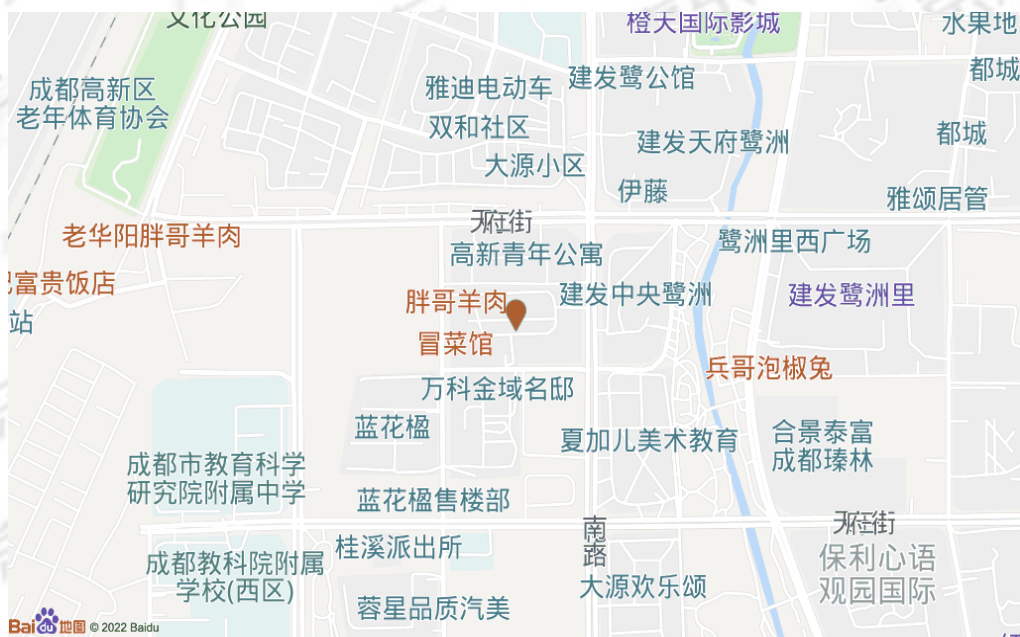 文化公园
橙天国际影城
水果地
成都高新区
老年体育协会
雅迪电动车
建发鹭公馆
都城
双和社区
建发天府鹭洲
都城
大源小区
伊藤
雅颂居管
老华阳胖哥羊肉
街
高新青年公寓
鹭洲里西广场
富贵饭店
站
胖哥羊肉
建发中央鹭洲
建发鹭洲里
冒菜馆
兵哥泡椒兔
万科金域名邸
蓝花楹
夏加儿美术教育
合景泰富
成都瑧林
成都市教育科学
研究院附属中学
蓝花楹售楼部
南
路
街
桂溪派出所
成都教科院附属
学校(西区)
保利心语
观园国际
大源欢乐颂
蓉星品质汽美
Bai du 地图 © 2022 Baidu